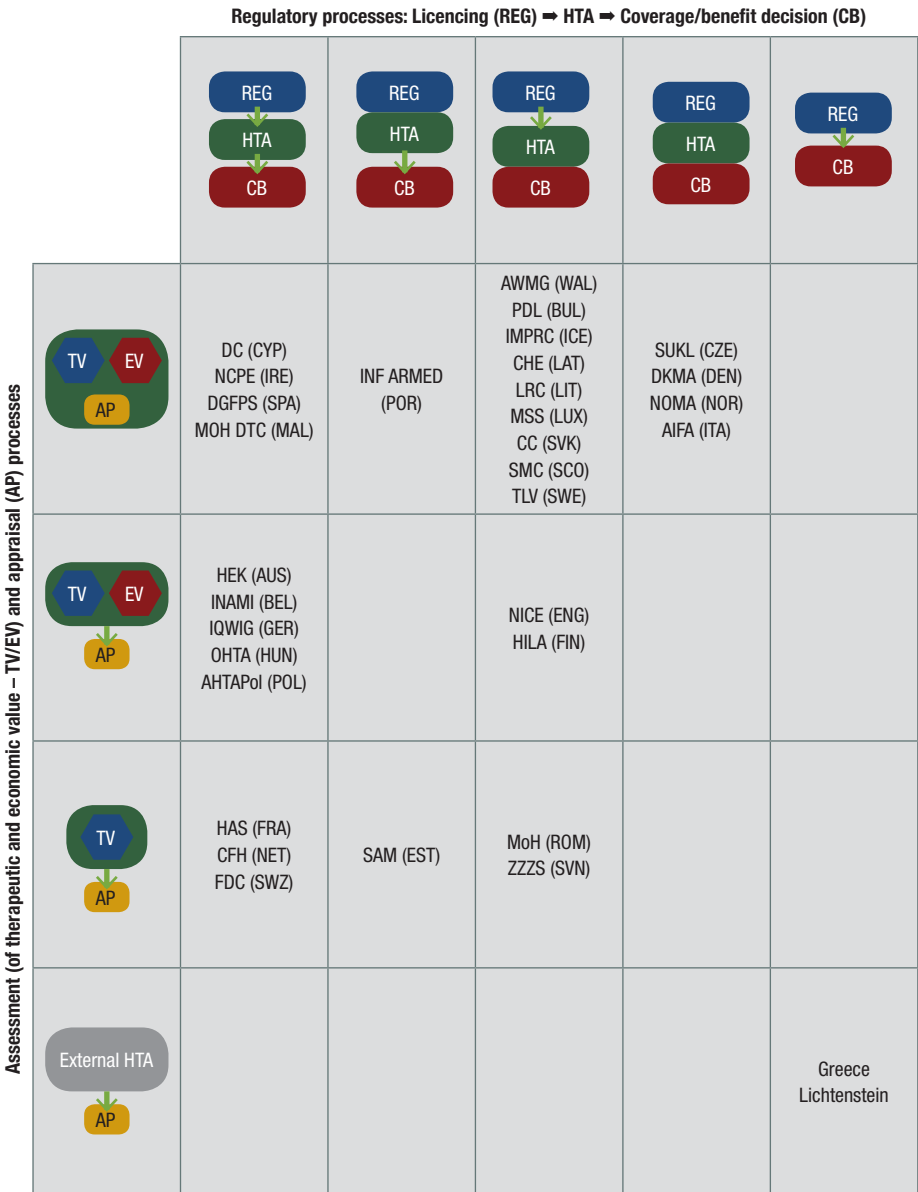 Regulatory processes: Licencing (REG) ➡ HTA ➡ Coverage/benefit decision (CB)
REG
HTA
CB
REG
HTA
CB
REG
HTA
CB
REG
HTA
CB
REG
CB
Assessment (of therapeutic and economic value – TV/EV) and appraisal (AP) processes
TV
EV
AP
DC (CYP)
NCPE (IRE)
DGFPS (SPA)
MOH DTC (MAL)
INF ARMED
(POR)
AWMG (WAL)
PDL (BUL)
IMPRC (ICE)
CHE (LAT)
LRC (LIT)
MSS (LUX)
CC (SVK)
SMC (SCO)
TLV (SWE)
SUKL (CZE)
DKMA (DEN)
NOMA (NOR)
AIFA (ITA)
TV
EV
AP
HEK (AUS)
INAMI (BEL)
IQWIG (GER)
OHTA (HUN)
AHTAPol (POL)
NICE (ENG)
HILA (FIN)
TV
AP
HAS (FRA)
CFH (NET)
FDC (SWZ)
SAM (EST)
MoH (ROM)
ZZZS (SVN)
External HTA
AP
Greece
Lichtenstein